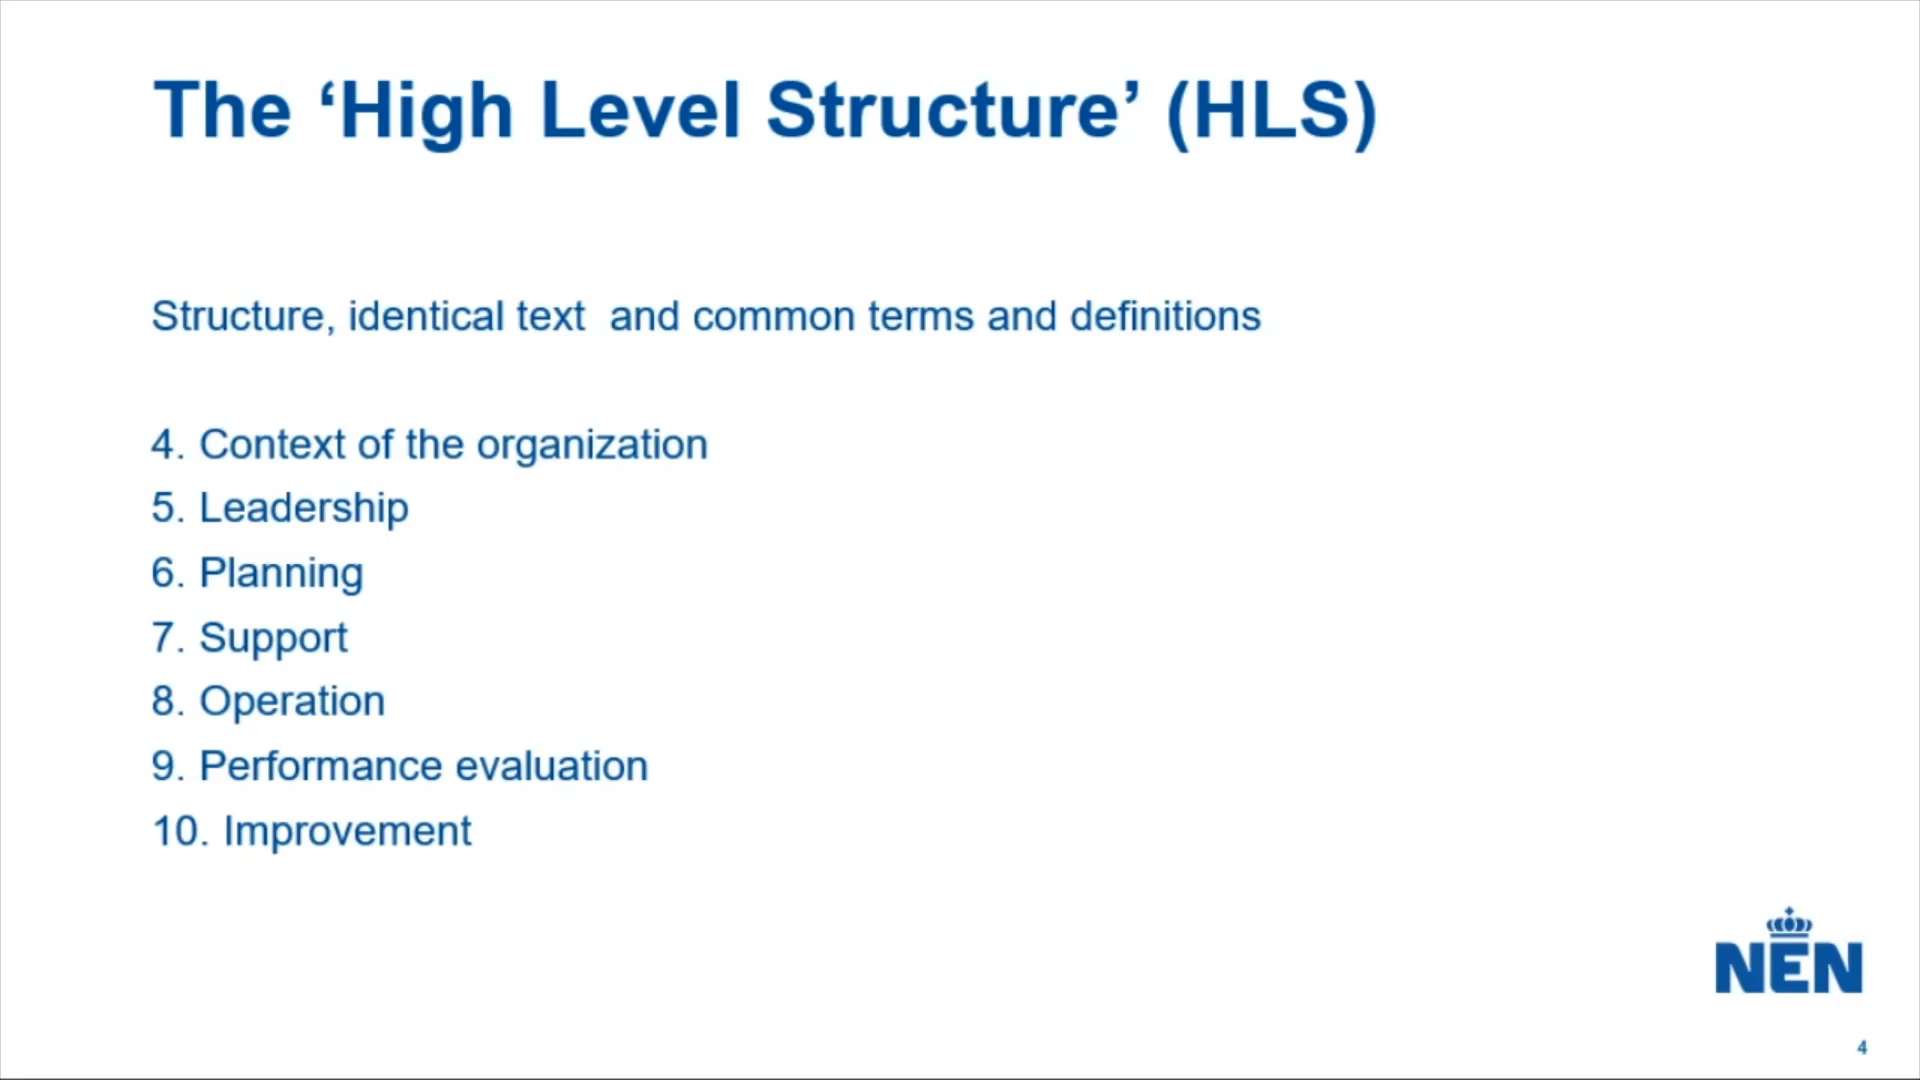 The ‘High Level Structure’ (HLS)
Structure, identical text  and common terms and definitions
4. Context of the organization
5. Leadership
6. Planning
7. Support
8. Operation
9. Performance evaluation
10. Improvement
NEN
4